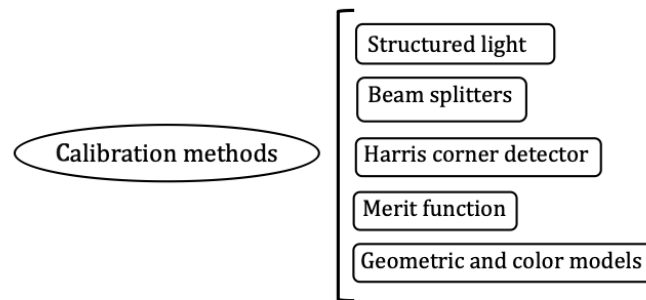 Structured light
Beam splitters
Calibration methods
Harris corner detector
Merit function
Geometric and color models